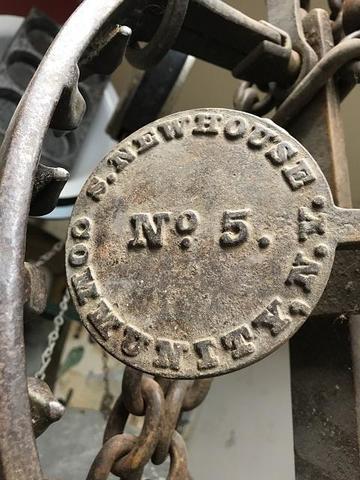 S. NEWHOUSE.
No 5.
COMMUNITY. N.Y.